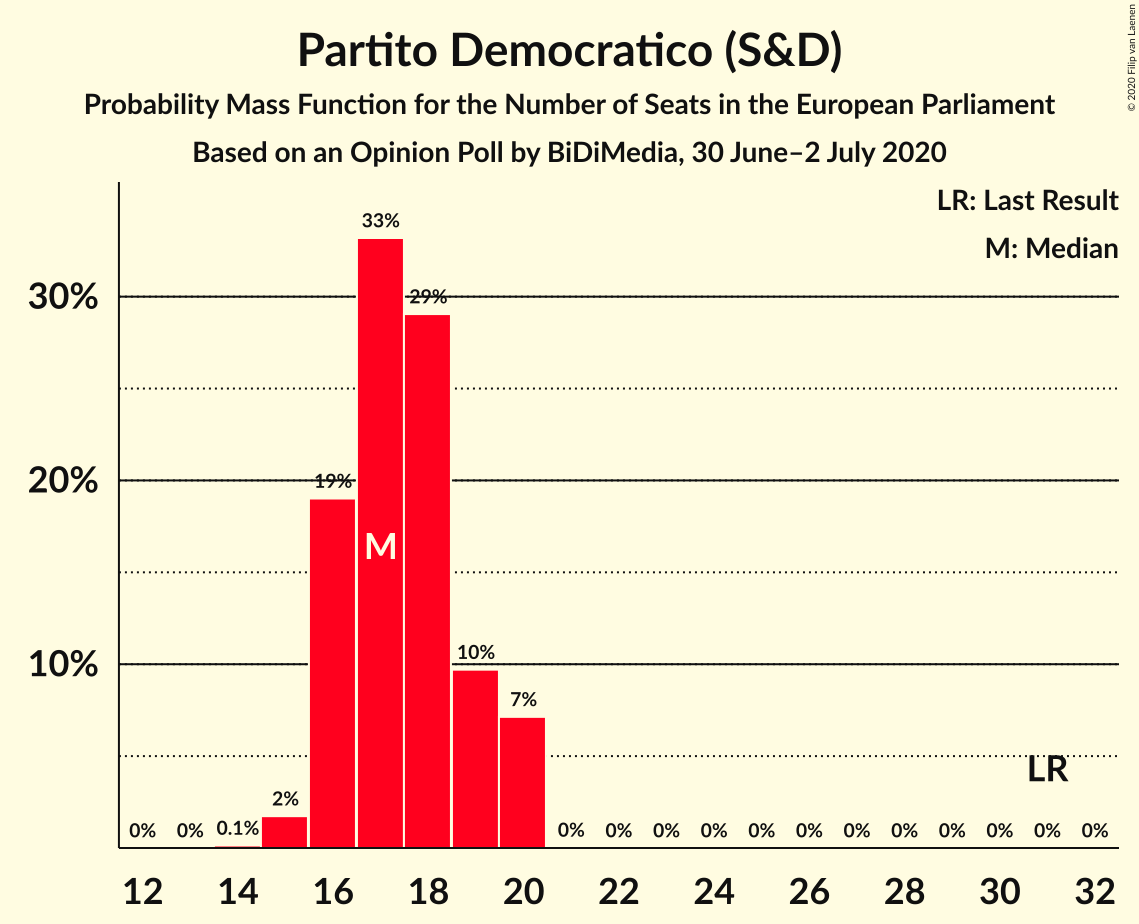 Partito Democratico (S&D)
Probability Mass Function for the Number of Seats in the European Parliament
Based on an Opinion Poll by BiDiMedia, 30 June–2 July 2020
© 2020 Filip van Laenen
LR: Last Result
M: Median
33%
30%
29%
20%
19%
M
10%
10%
7%
LR
2%
0% 0% 0.1% 0% 0% 0% 0% 0% 0% 0% 0% 0% 0% 0% 0%
12 14 16 18 20 22 24 26 28 30 32